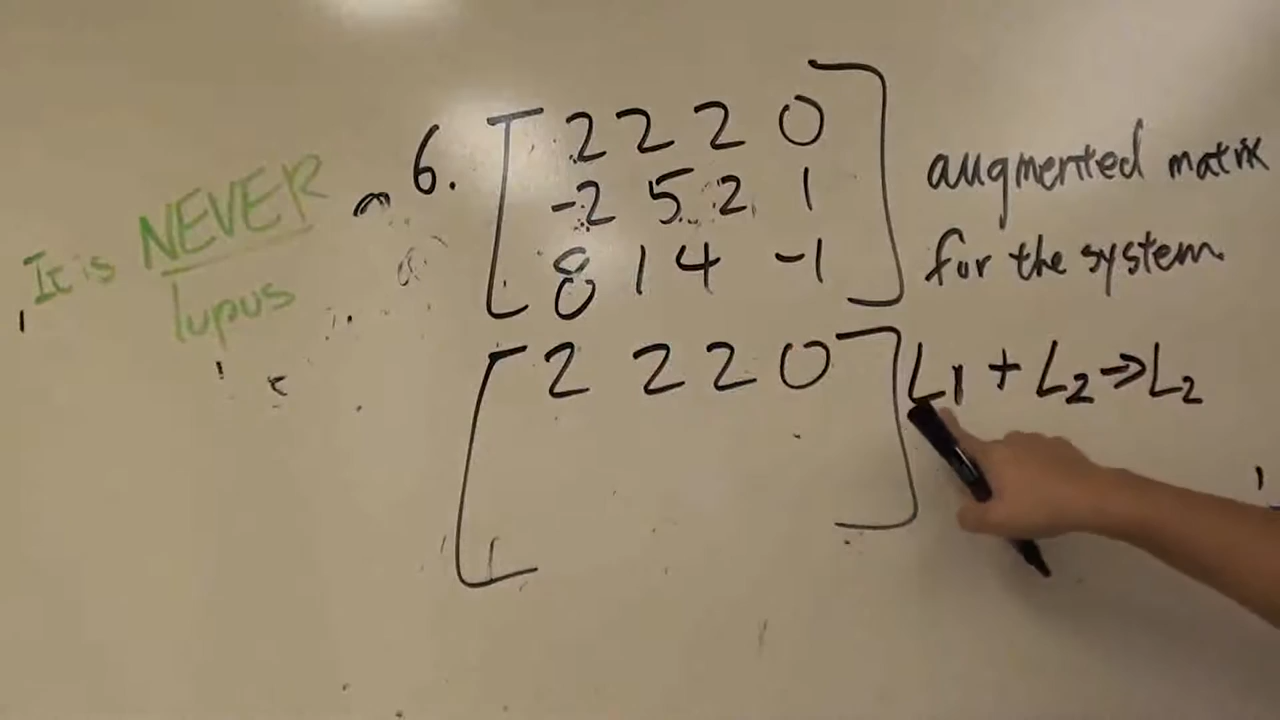 It is NEVER
lupus
6.
2 2 2 0
-2 5 2 1
8 1 4 -1
augmented matrix
for the system.
2 2 2 0
L1 + L2 → L2